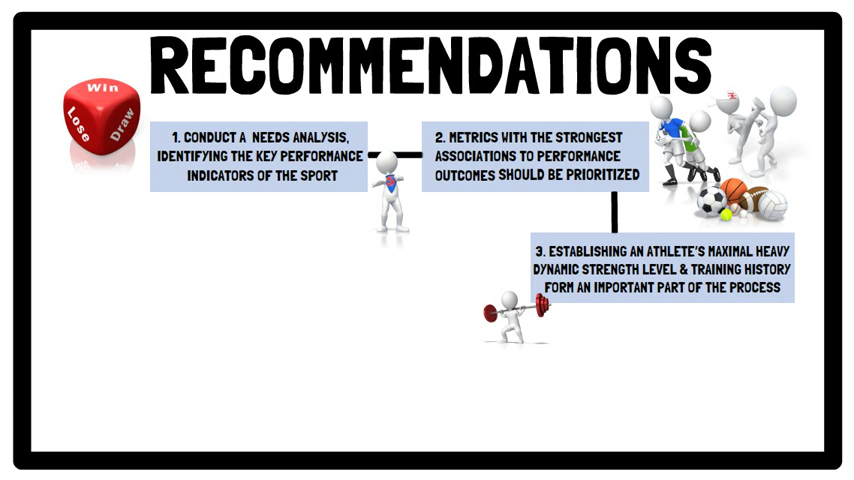 RECOMMENDATIONS
Win
Lose
Draw
1. CONDUCT A NEEDS ANALYSIS,
IDENTIFYING THE KEY PERFORMANCE
INDICATORS OF THE SPORT
2. METRICS WITH THE STRONGEST
ASSOCIATIONS TO PERFORMANCE
OUTCOMES SHOULD BE PRIORITIZED
S
3. ESTABLISHING AN ATHLETE'S MAXIMAL HEAVY
DYNAMIC STRENGTH LEVEL & TRAINING HISTORY
FORM AN IMPORTANT PART OF THE PROCESS